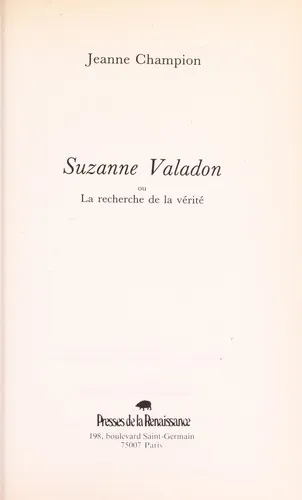 Jeanne Champion
Suzanne Valadon
ou
La recherche de la vérité
Presses de la Renaissance
198, boulevard Saint-Germain
75007 Paris